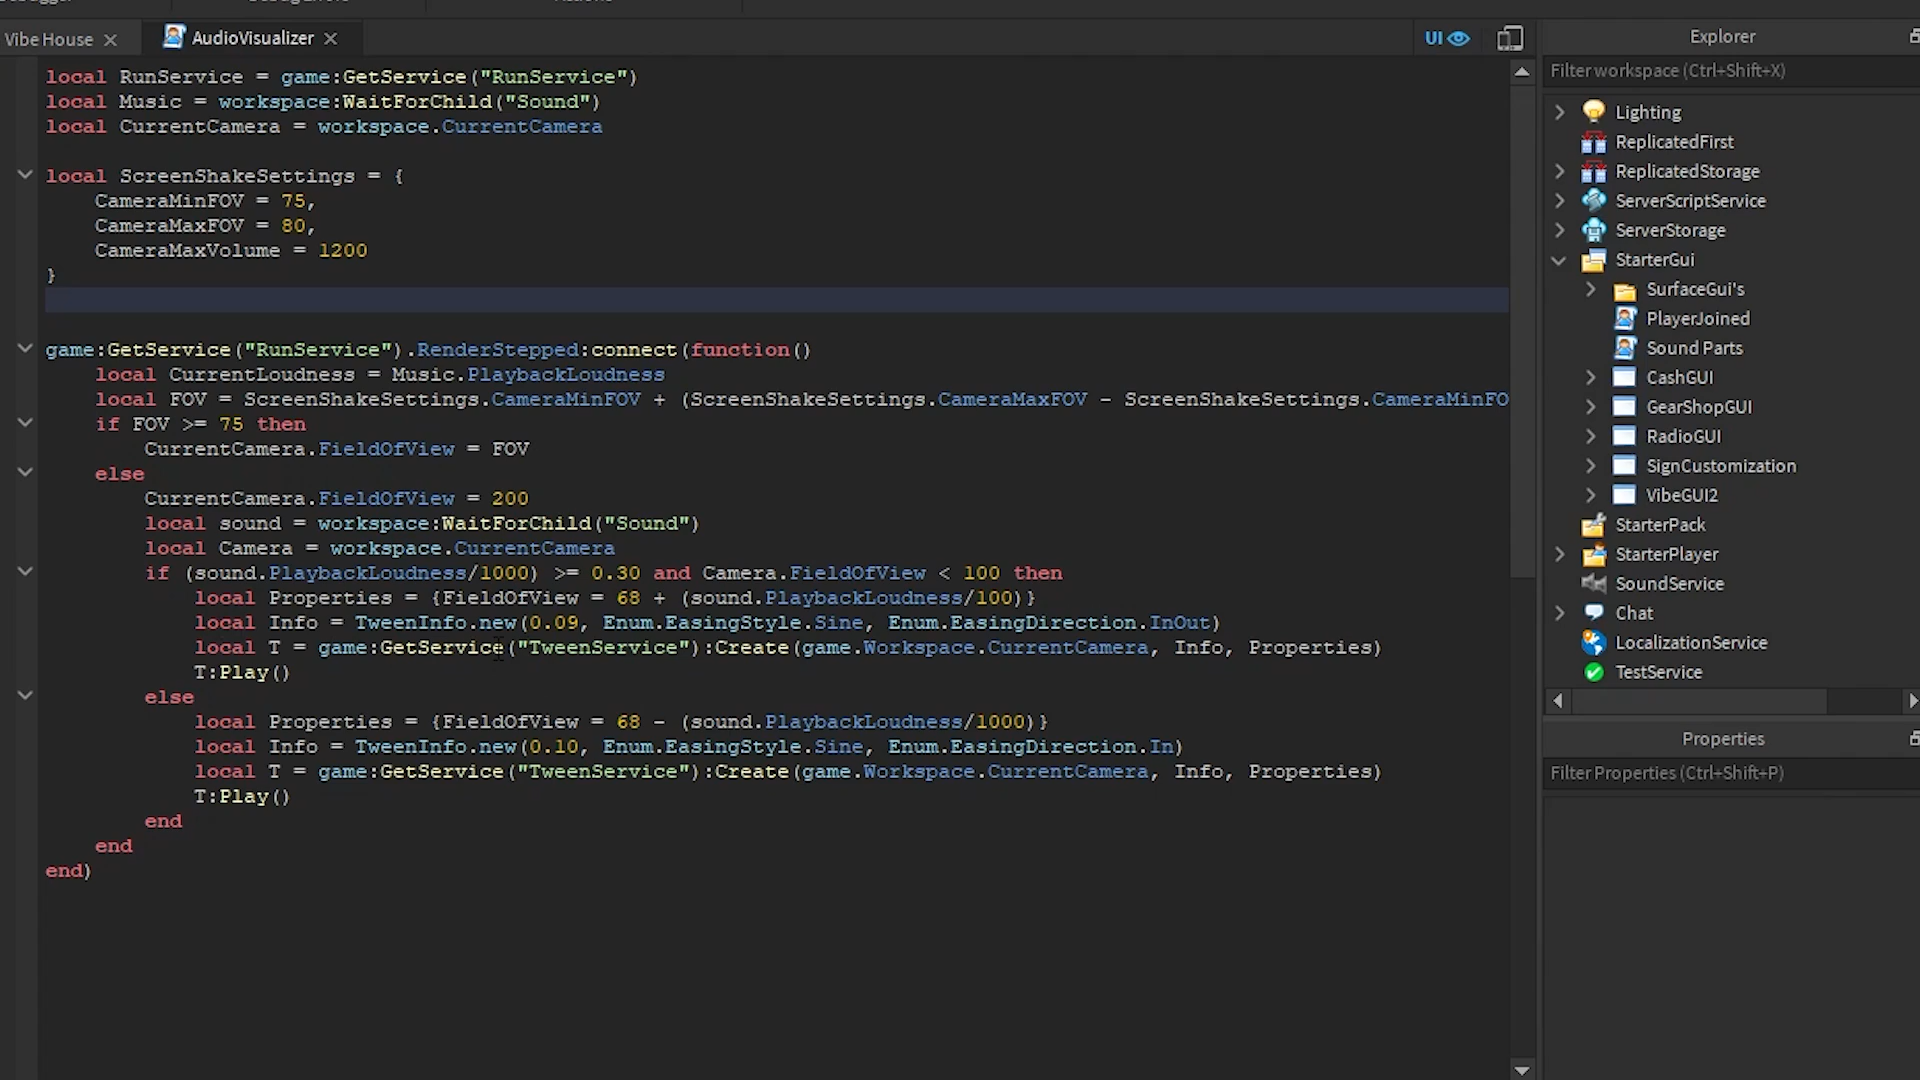 Vibe House
AudioVisualizer
UI
Explorer
local RunService = game:GetService("RunService")
local Music = workspace:WaitForChild("Sound")
local CurrentCamera = workspace.CurrentCamera
local ScreenShakeSettings = {
CameraMinFOV = 75,
CameraMaxFOV = 80,
CameraMaxVolume = 1200
}
game:GetService("RunService").RenderStepped:connect(function()
local CurrentLoudness = Music.PlaybackLoudness
local FOV = ScreenShakeSettings.CameraMinFOV + (ScreenShakeSettings.CameraMaxFOV - ScreenShakeSettings.CameraMinFO
if FOV >= 75 then
CurrentCamera.FieldOfView = FOV
else
CurrentCamera.FieldOfView = 200
local sound = workspace:WaitForChild("Sound")
local Camera = workspace.CurrentCamera
if (sound.PlaybackLoudness/1000) >= 0.30 and Camera.FieldOfView < 100 then
local Properties = {FieldOfView = 68 + (sound.PlaybackLoudness/100)}
local Info = TweenInfo.new(0.09, Enum.EasingStyle.Sine, Enum.EasingDirection.InOut)
local T = game:GetService("TweenService"):Create(game.Workspace.CurrentCamera, Info, Properties)
T:Play()
else
local Properties = {FieldOfView = 68 - (sound.PlaybackLoudness/1000)}
local Info = TweenInfo.new(0.10, Enum.EasingStyle.Sine, Enum.EasingDirection.In)
local T = game:GetService("TweenService"):Create(game.Workspace.CurrentCamera, Info, Properties)
T:Play()
end
end
end)
Filter workspace (Ctrl+Shift+X)
Lighting
ReplicatedFirst
ReplicatedStorage
ServerScriptService
ServerStorage
StarterGui
SurfaceGui's
PlayerJoined
Sound Parts
CashGUI
GearShopGUI
RadioGUI
SignCustomization
VibeGUI2
StarterPack
StarterPlayer
SoundService
Chat
LocalizationService
TestService
Properties
Filter Properties (Ctrl+Shift+P)